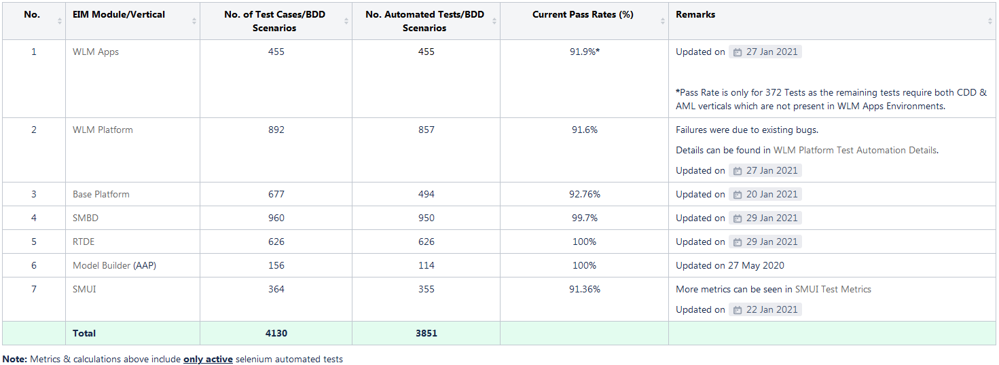 No. EIM Module/Vertical No. of Test Cases/BDD Scenarios No. Automated Tests/BDD Scenarios Current Pass Rates (%) Remarks
1 WLM Apps 455 455 91.9%* Updated on 27 Jan 2021
*Pass Rate is only for 372 Tests as the remaining tests require both CDD &
AML verticals which are not present in WLM Apps Environments.
2 WLM Platform 892 857 91.6% Failures were due to existing bugs.
Details can be found in WLM Platform Test Automation Details.
Updated on 27 Jan 2021
3 Base Platform 677 494 92.76% Updated on 20 Jan 2021
4 SMBD 960 950 99.7% Updated on 29 Jan 2021
5 RTDE 626 626 100% Updated on 29 Jan 2021
6 Model Builder (AAP) 156 114 100% Updated on 27 May 2020
7 SMUI 364 355 91.36% More metrics can be seen in SMUI Test Metrics
Updated on 22 Jan 2021
Total 4130 3851
Note: Metrics & calculations above include only active selenium automated tests